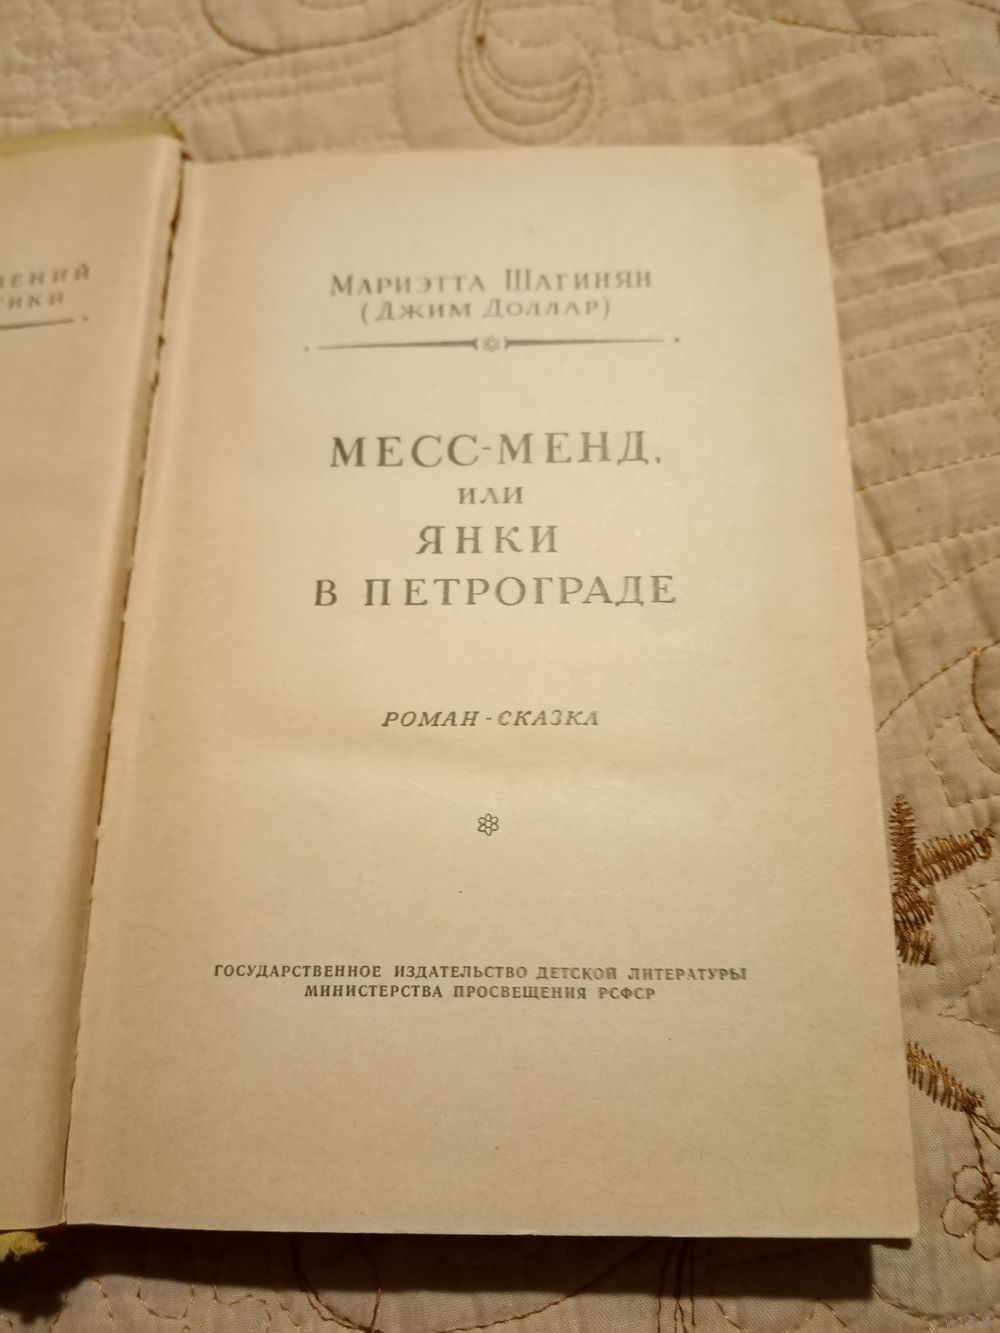 Мариэтта Шагинян
(Джим Доллар)
МЕСС-МЕНД,
ИЛИ
ЯНКИ
В ПЕТРОГРАДЕ
РОМАН-СКАЗКА
ГОСУДАРСТВЕННОЕ ИЗДАТЕЛЬСТВО ДЕТСКОЙ ЛИТЕРАТУРЫ
МИНИСТЕРСТВА ПРОСВЕЩЕНИЯ РСФСР